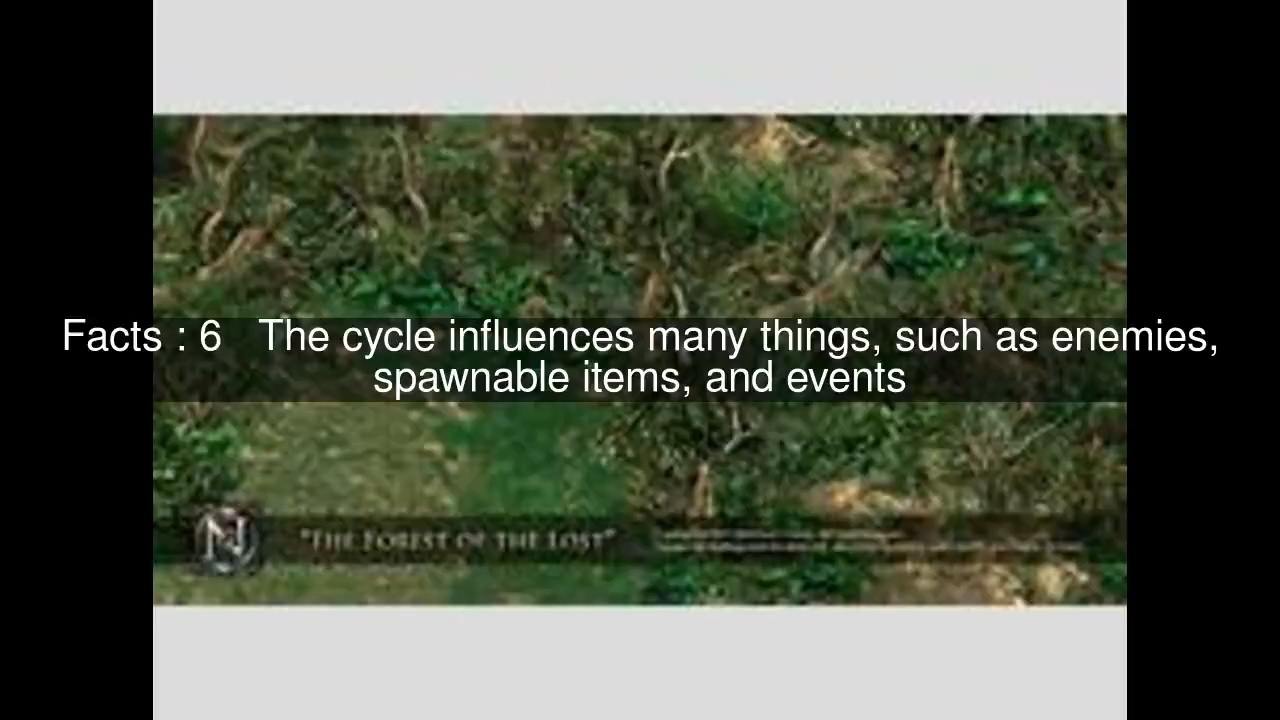 Facts : 6   The cycle influences many things, such as enemies,
spawnable items, and events
"The Forest of the Lost"